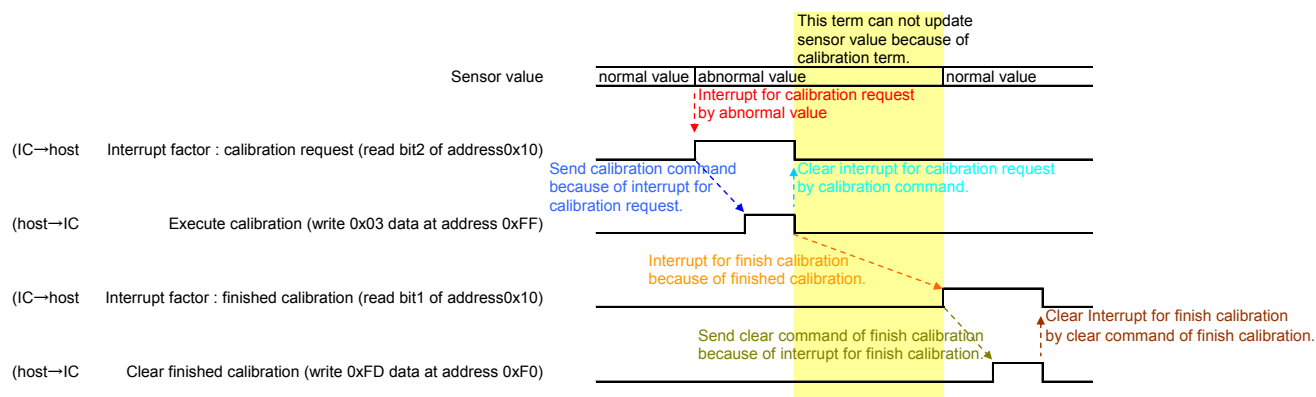 This term can not update
sensor value because of
calibration term.
Sensor value
normal value
abnormal value
normal value
Interrupt for calibration request
by abnormal value
(IC→host
Interrupt factor : calibration request (read bit2 of address0x10)
Send calibration command
because of interrupt for
calibration request.
Clear interrupt for calibration request
by calibration command.
(host→IC
Execute calibration (write 0x03 data at address 0xFF)
Interrupt for finish calibration
because of finished calibration.
(IC→host
Interrupt factor : finished calibration (read bit1 of address0x10)
Clear Interrupt for finish calibration
by clear command of finish calibration.
Send clear command of finish calibration
because of interrupt for finish calibration.
(host→IC
Clear finished calibration (write 0xFD data at address 0xF0)